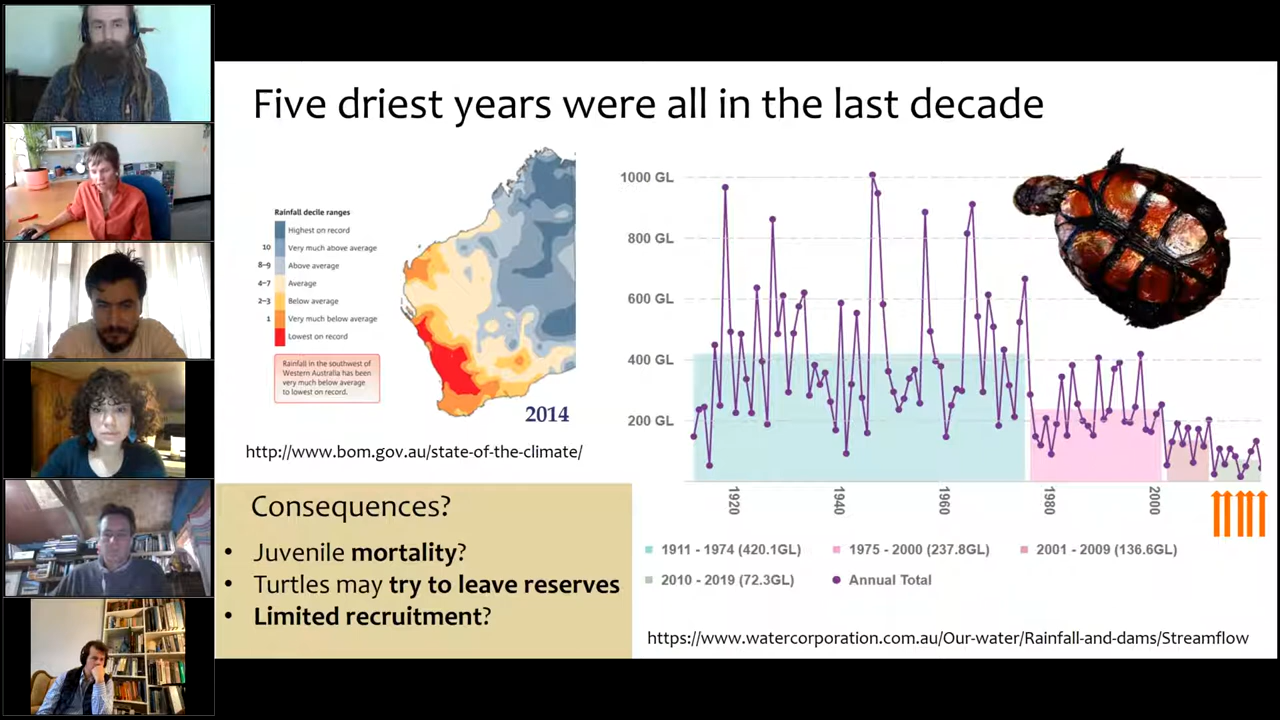 Five driest years were all in the last decade
Rainfall decile ranges
Highest on record
10 Very much above average
8–9 Above average
4–7 Average
2–3 Below average
1 Very much below average
Lowest on record
Rainfall in the southwest of
Western Australia has been
very much below average
to lowest on record.
2014
http://www.bom.gov.au/state-of-the-climate/
1000 GL
800 GL
600 GL
400 GL
200 GL
1920
1940
1960
1980
2000
1911 - 1974 (420.1GL)
1975 - 2000 (237.8GL)
2001 - 2009 (136.6GL)
2010 - 2019 (72.3GL)
Annual Total
https://www.watercorporation.com.au/Our-water/Rainfall-and-dams/Streamflow
Consequences?
• Juvenile mortality?
• Turtles may try to leave reserves
• Limited recruitment?